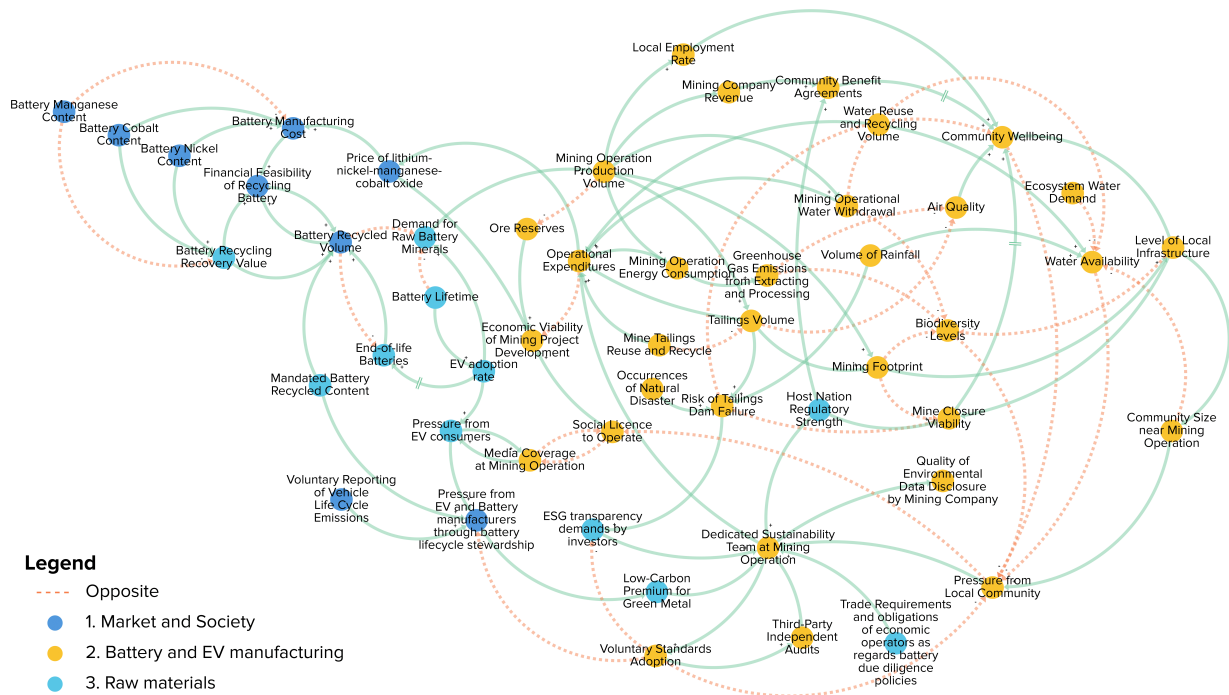 Local Employment
Rate
Mining Company
Revenue
Community Benefit
Agreements
Water Reuse
and Recycling
Volume
Community Wellbeing
Battery Manganese
Content
Battery Cobalt
Content
Battery Nickel
Content
Battery Manufacturing
Cost
Financial Feasibility
of Recycling
Battery
Price of lithium-
nickel-manganese-
cobalt oxide
Mining Operation
Production
Volume
Mining Operational
Water Withdrawal
Air Quality
Ecosystem Water
Demand
Battery Recycling
Recovery Value
Battery Recycled
Volume
Demand for
Raw Battery
Minerals
Ore Reserves
Operational
Expenditures
Mining Operation
Energy Consumption
Greenhouse
Gas Emissions
from Extracting
and Processing
Volume of Rainfall
Water Availability
Level of Local
Infrastructure
Battery Lifetime
Tailings Volume
Biodiversity
Levels
Economic Viability
of Mining Project
Development
Mine Tailings
Reuse and Recycle
End-of-life
Batteries
EV adoption
rate
Mining Footprint
Mandated Battery
Recycled Content
Occurrences
of Natural
Disaster
Risk of Tailings
Dam Failure
Host Nation
Regulatory
Strength
Mine Closure
Viability
Community Size
near Mining
Operation
Pressure from
EV consumers
Social Licence
to Operate
Media Coverage
at Mining Operation
Quality of
Environmental
Data Disclosure
by Mining Company
Voluntary Reporting
of Vehicle
Life Cycle
Emissions
Pressure from
EV and Battery
manufacturers
through battery
lifecycle stewardship
ESG transparency
demands by
investors
Dedicated Sustainability
Team at Mining
Operation
Low-Carbon
Premium for
Green Metal
Pressure from
Local Community
Trade Requirements
and obligations
of economic
operators as
regards battery
due diligence
policies
Third-Party
Independent
Audits
Voluntary Standards
Adoption
Legend
Opposite
1. Market and Society
2. Battery and EV manufacturing
3. Raw materials